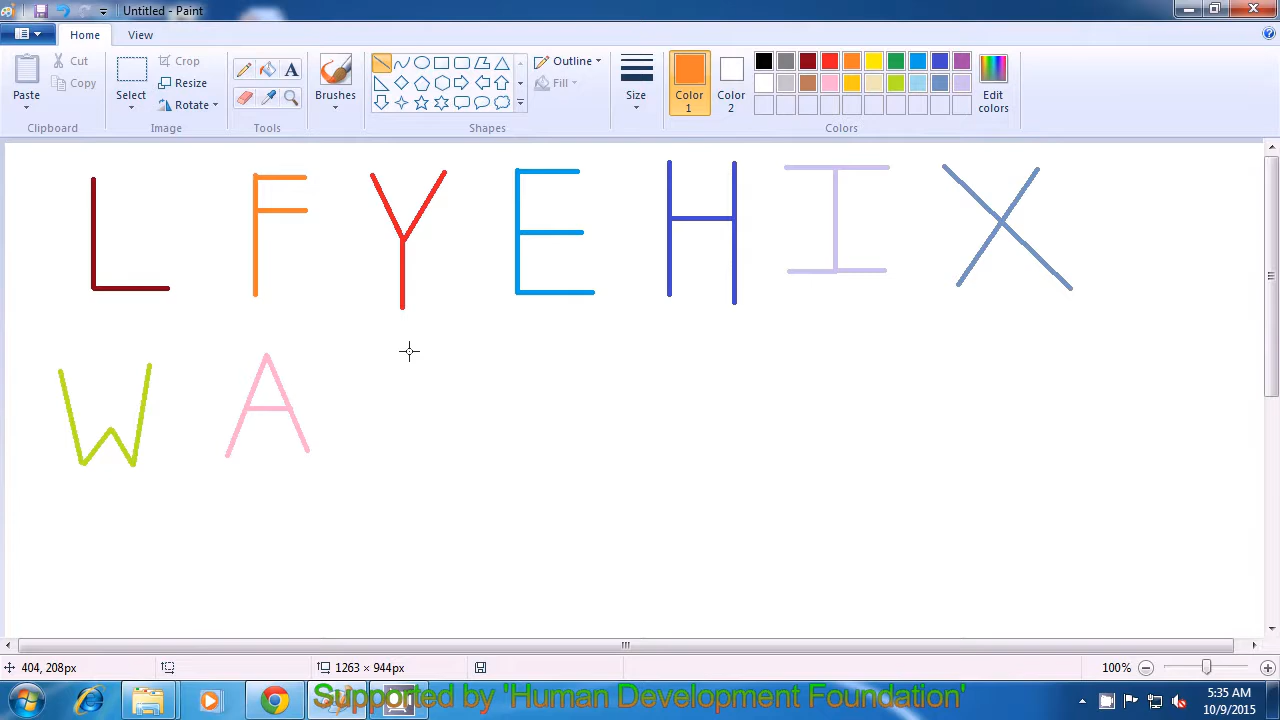 Untitled - Paint
Home View
Paste
Cut
Copy
Clipboard
Select
Crop
Resize
Rotate
Image
A
Tools
Brushes
Shapes
Outline
Fill
Size
Color 1
Color 2
Edit colors
Colors
L F Y E H I X
W A
404, 208px
1263 × 944px
100%
Supported by 'Human Development Foundation'
5:35 AM
10/9/2015